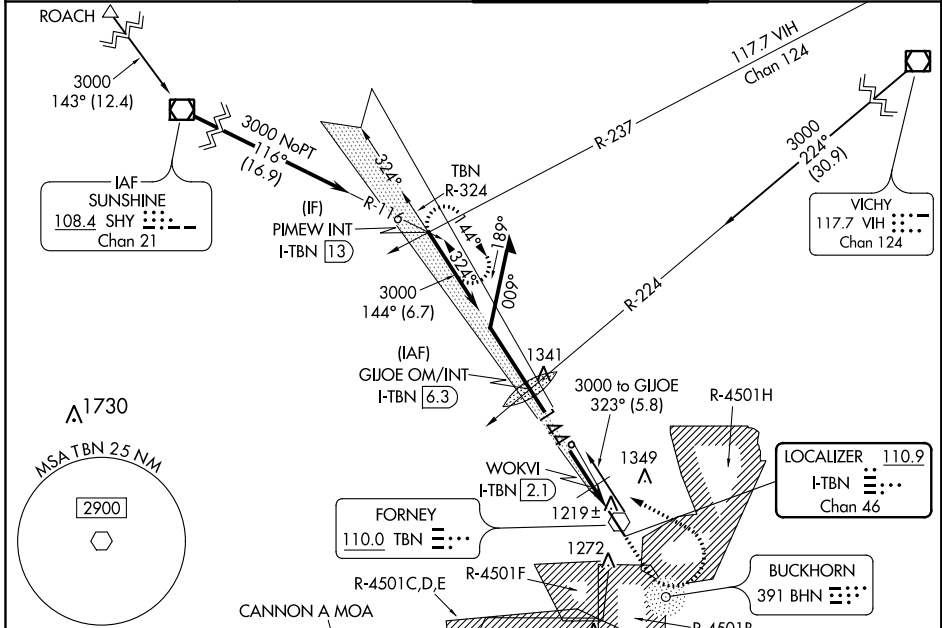 ROACH
3000
143° (12.4)
3000 NoPT
116°
(16.9)
R-116
IAF
SUNSHINE
108.4 SHY
Chan 21
117.7 VIH
Chan 124
R-237
3000
224°
(30.9)
R-224
VICHY
117.7 VIH
Chan 124
324°
TBN
R-324
(IF)
PIMEW INT
I-TBN 13
144°
324°
189°
009°
3000
144° (6.7)
(IAF)
GIJOE OM/INT
I-TBN 6.3
1341
3000 to GIJOE
323° (5.8)
144°
R-4501H
1730
MSA TBN 25 NM
2900
WOKVI
I-TBN 2.1
1349
1219±
LOCALIZER 110.9
I-TBN
Chan 46
FORNEY
110.0 TBN
1272
R-4501F
R-4501C,D,E
BUCKHORN
391 BHN
CANNON A MOA
R-4501B